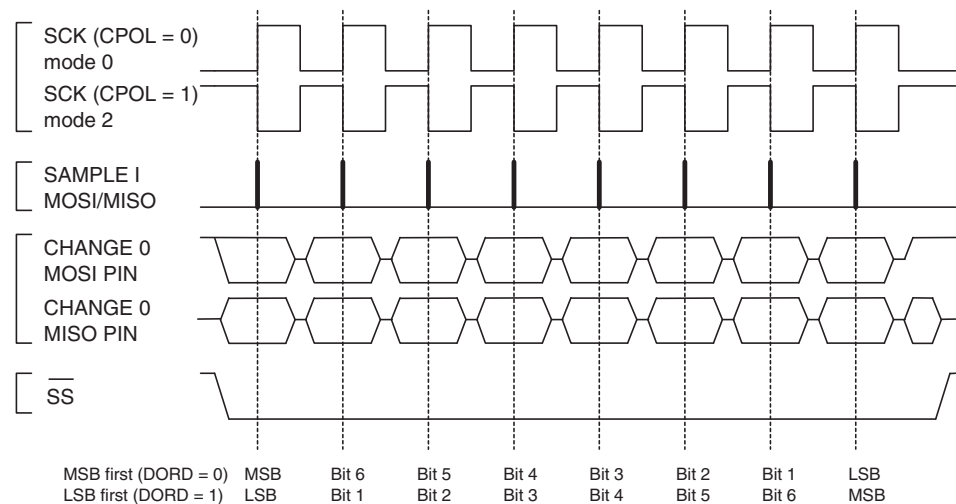 SCK (CPOL = 0)
mode 0
SCK (CPOL = 1)
mode 2
SAMPLE I
MOSI/MISO
CHANGE 0
MOSI PIN
CHANGE 0
MISO PIN
SS
MSB first (DORD = 0) MSB Bit 6 Bit 5 Bit 4 Bit 3 Bit 2 Bit 1 LSB
LSB first (DORD = 1) LSB Bit 1 Bit 2 Bit 3 Bit 4 Bit 5 Bit 6 MSB